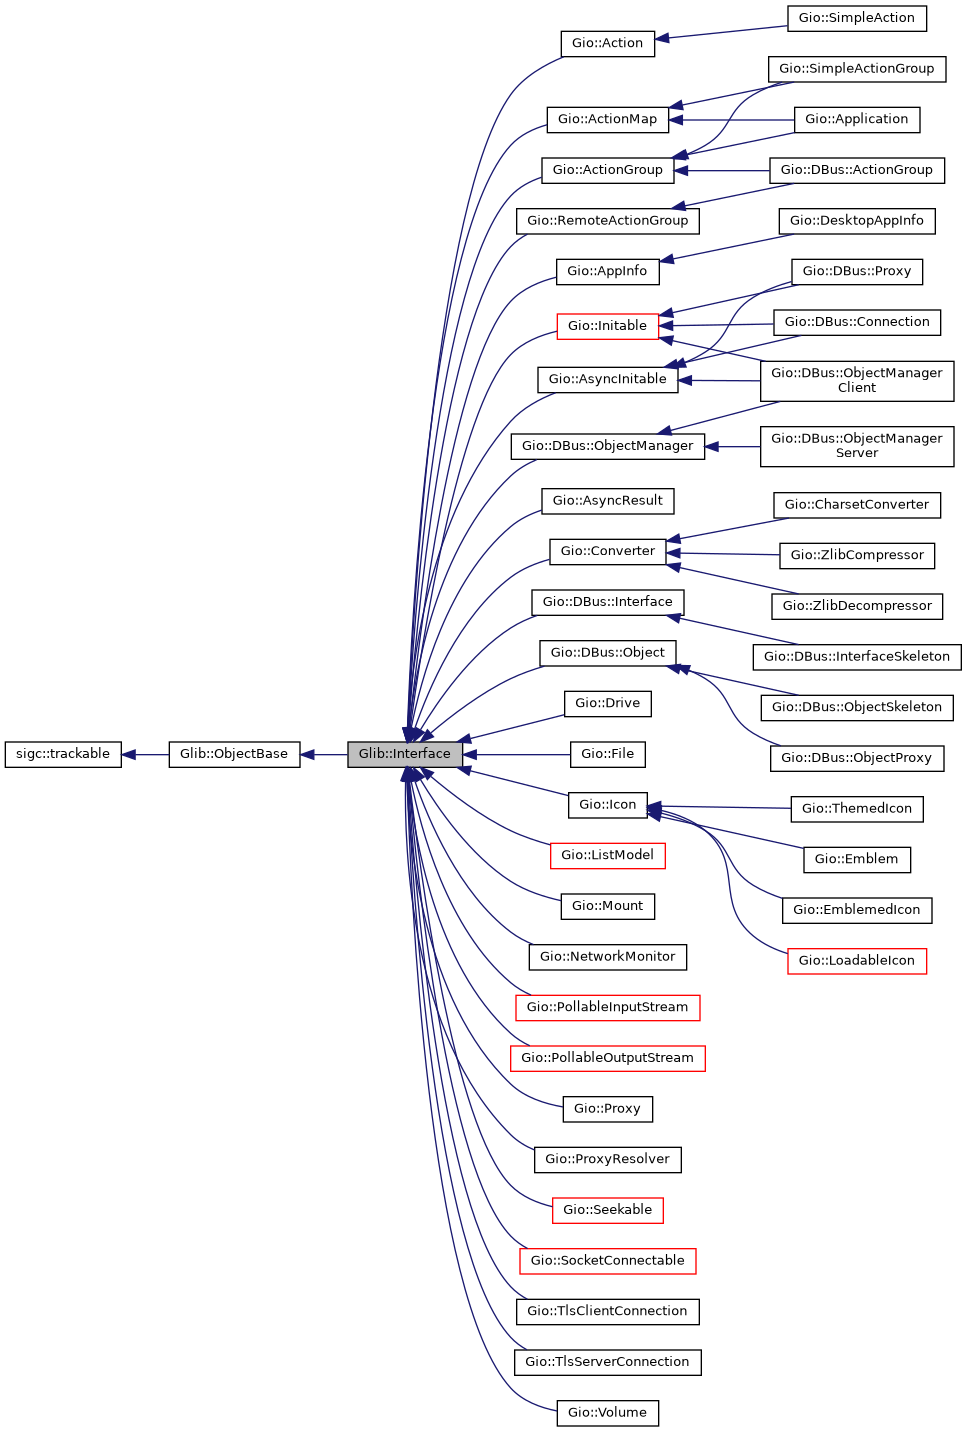 Gio::SimpleAction
Gio::Action
Gio::SimpleActionGroup
Gio::ActionMap
Gio::Application
Gio::ActionGroup
Gio::DBus::ActionGroup
Gio::RemoteActionGroup
Gio::DesktopAppInfo
Gio::AppInfo
Gio::DBus::Proxy
Gio::Initable
Gio::DBus::Connection
Gio::AsyncInitable
Gio::DBus::ObjectManager
Client
Gio::DBus::ObjectManager
Gio::DBus::ObjectManager
Server
Gio::AsyncResult
Gio::CharsetConverter
Gio::Converter
Gio::ZlibCompressor
Gio::DBus::Interface
Gio::ZlibDecompressor
Gio::DBus::Object
Gio::DBus::InterfaceSkeleton
Gio::Drive
Gio::DBus::ObjectSkeleton
sigc::trackable
Glib::ObjectBase
Glib::Interface
Gio::File
Gio::DBus::ObjectProxy
Gio::Icon
Gio::ThemedIcon
Gio::ListModel
Gio::Emblem
Gio::Mount
Gio::EmblemedIcon
Gio::NetworkMonitor
Gio::LoadableIcon
Gio::PollableInputStream
Gio::PollableOutputStream
Gio::Proxy
Gio::ProxyResolver
Gio::Seekable
Gio::SocketConnectable
Gio::TlsClientConnection
Gio::TlsServerConnection
Gio::Volume